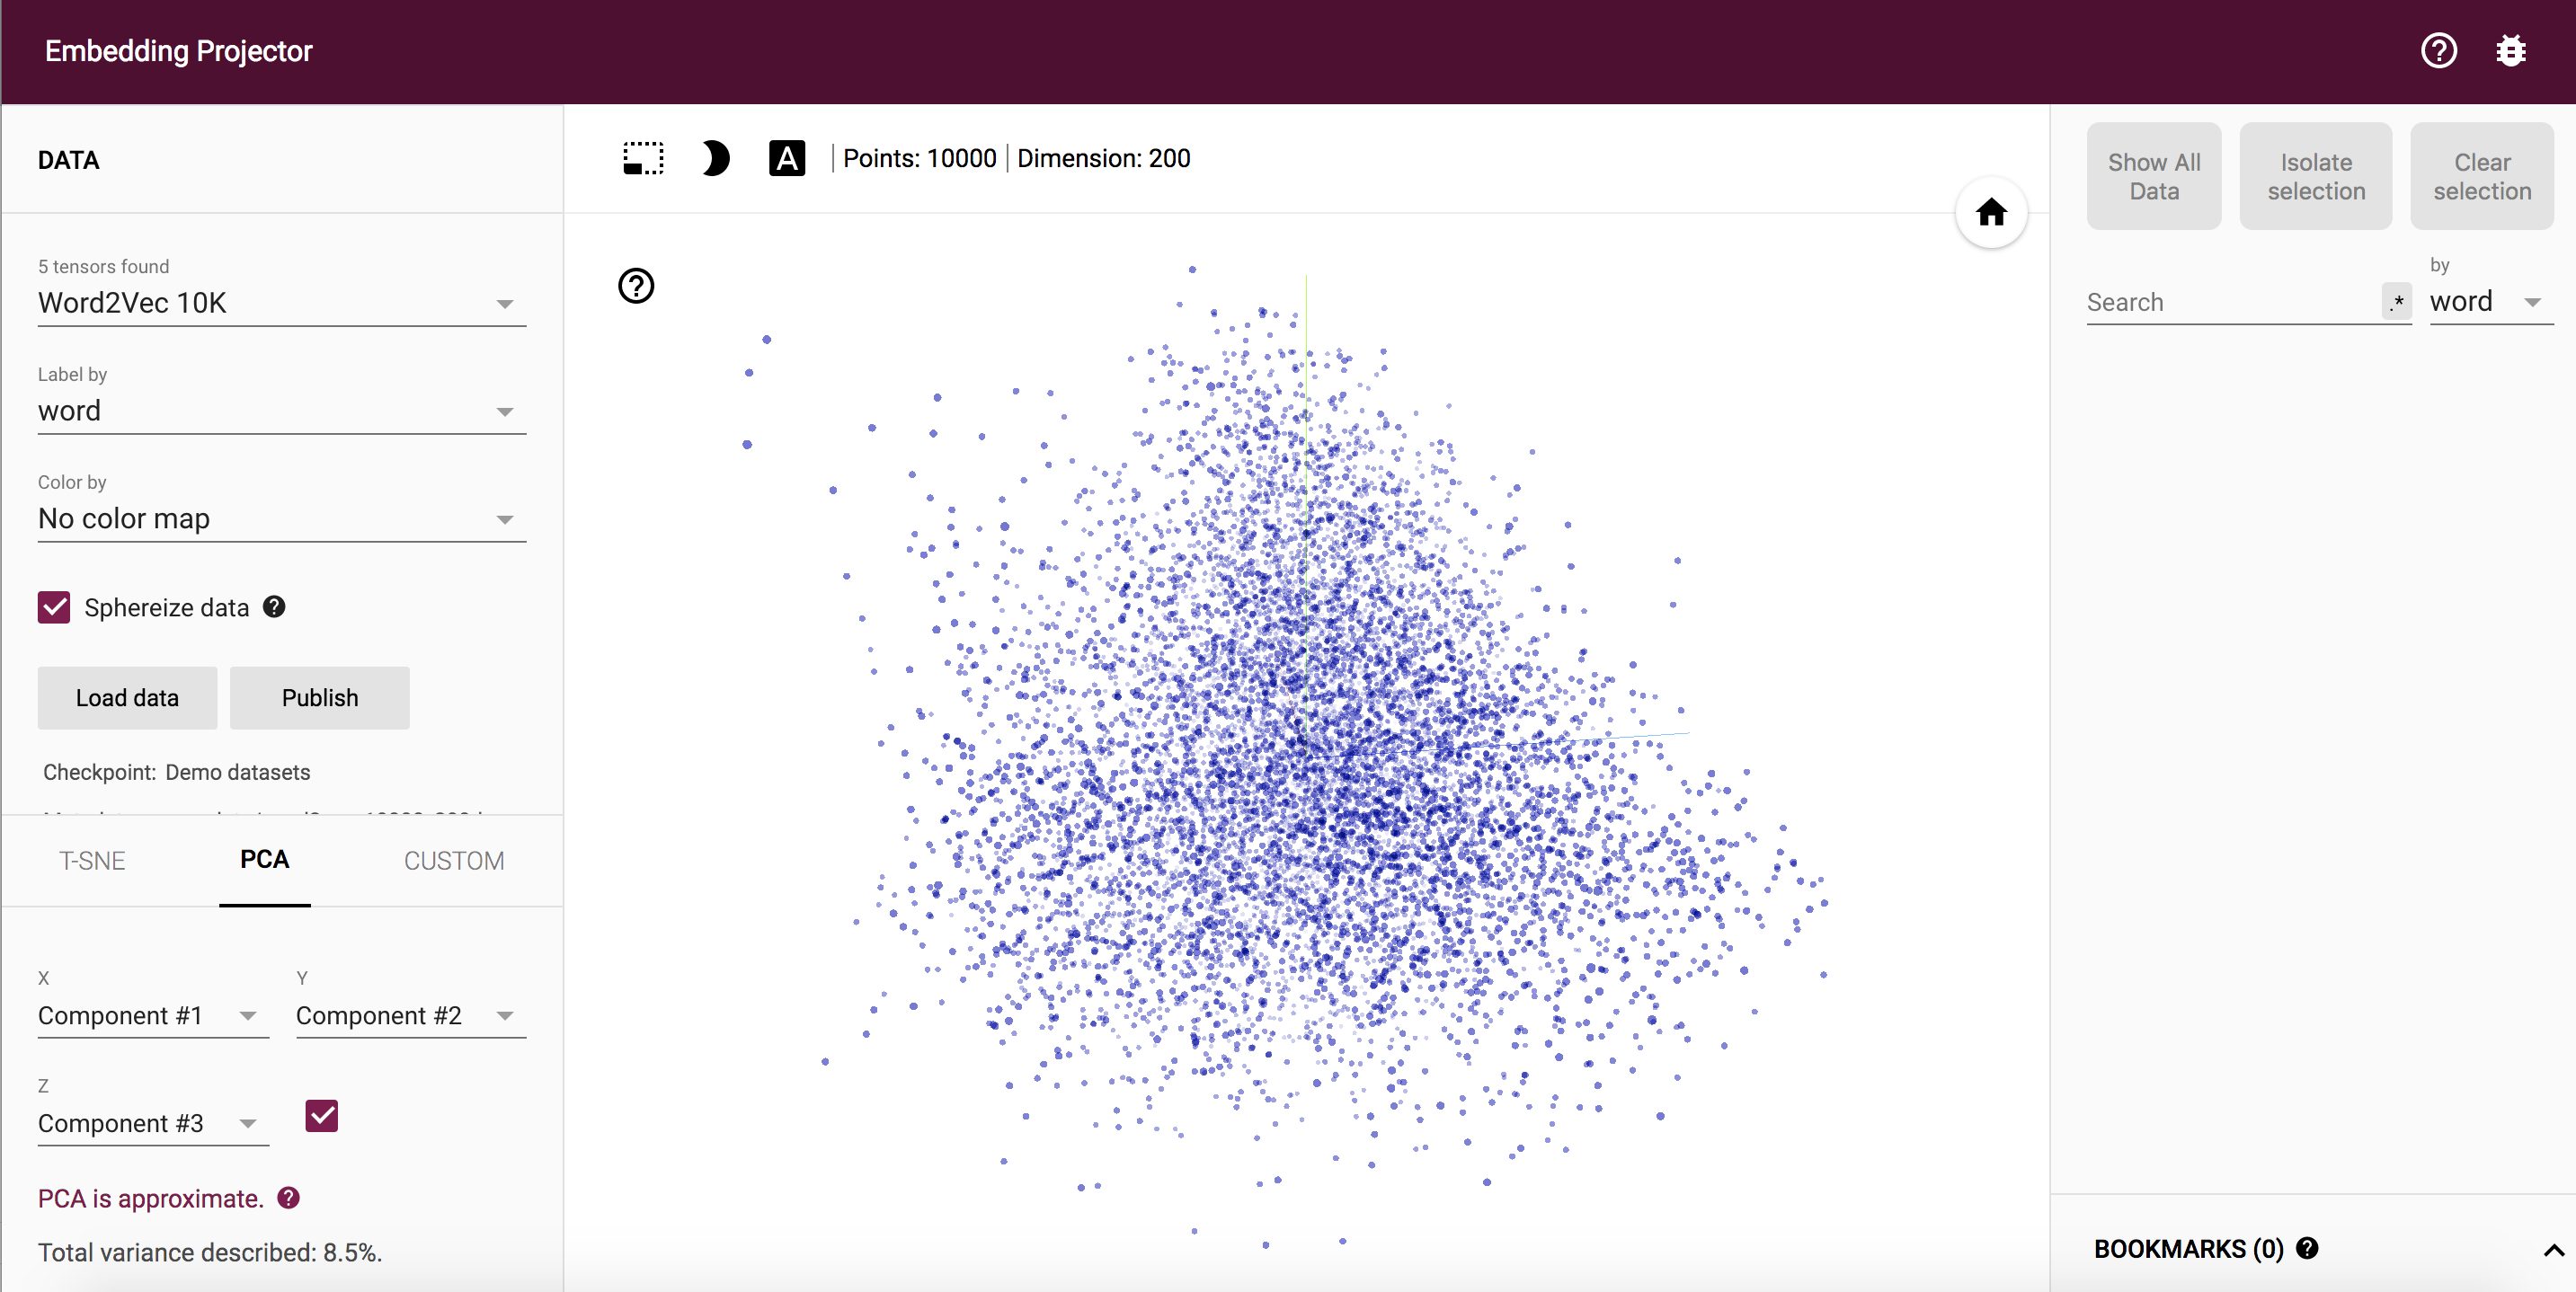 Embedding Projector
DATA
5 tensors found
Word2Vec 10K
Label by
word
Color by
No color map
Sphereize data
Load data
Publish
Checkpoint: Demo datasets
T-SNE
PCA
CUSTOM
X
Component #1
Y
Component #2
Z
Component #3
PCA is approximate.
Total variance described: 8.5%.
A
Points: 10000
Dimension: 200
Show All
Data
Isolate
selection
Clear
selection
Search
.*
by
word
BOOKMARKS (0)